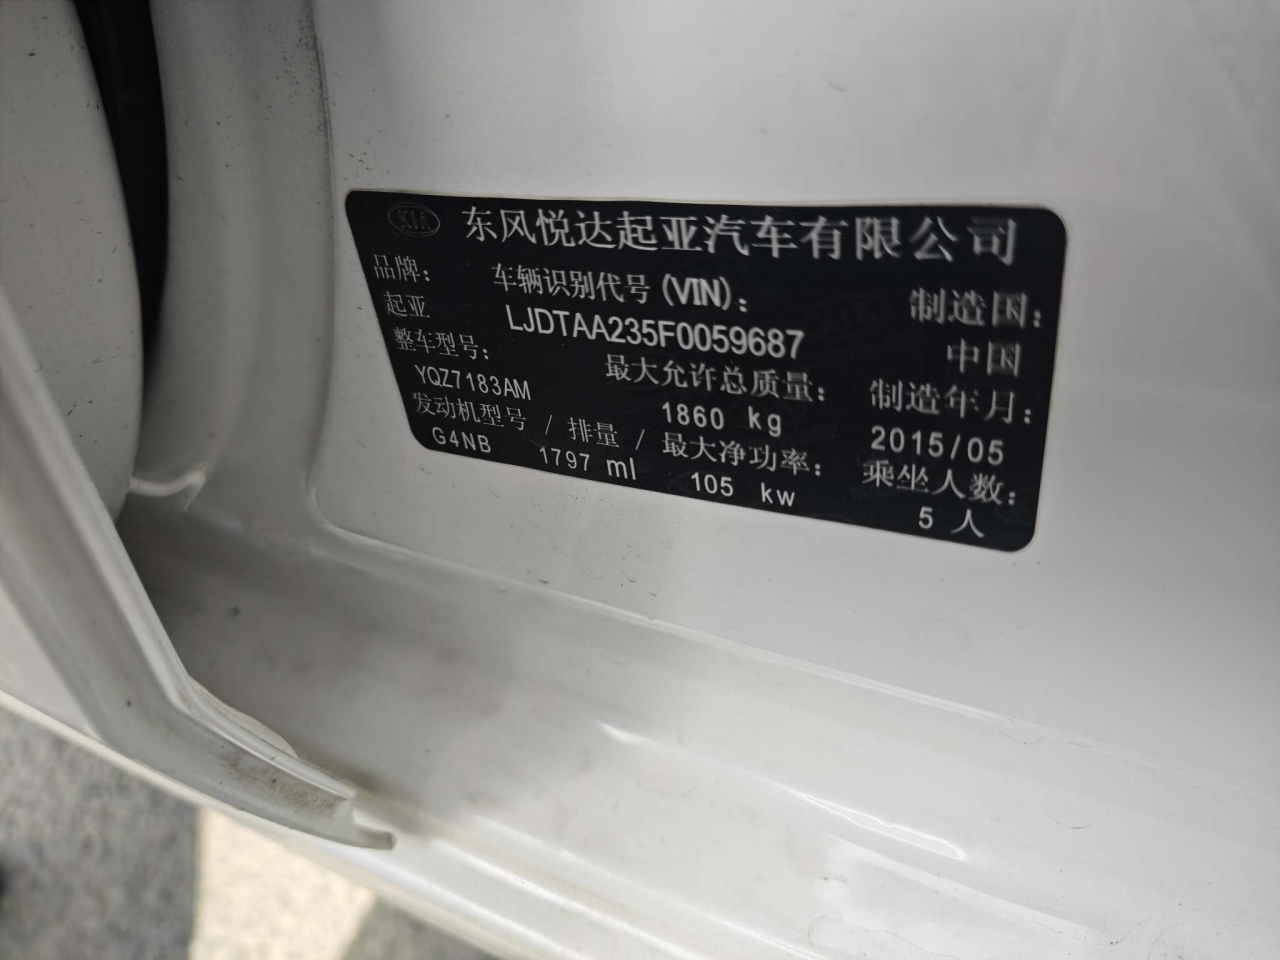 KIA 东风悦达起亚汽车有限公司
品牌： 车辆识别代号(VIN)： 制造国：
起亚 LJDTAA235F0059687 中国
整车型号： 最大允许总质量： 制造年月：
YQZ7183AM 1860 kg 2015/05
发动机型号 / 排量 / 最大净功率： 乘坐人数：
G4NB 1797 ml 105 kw 5 人